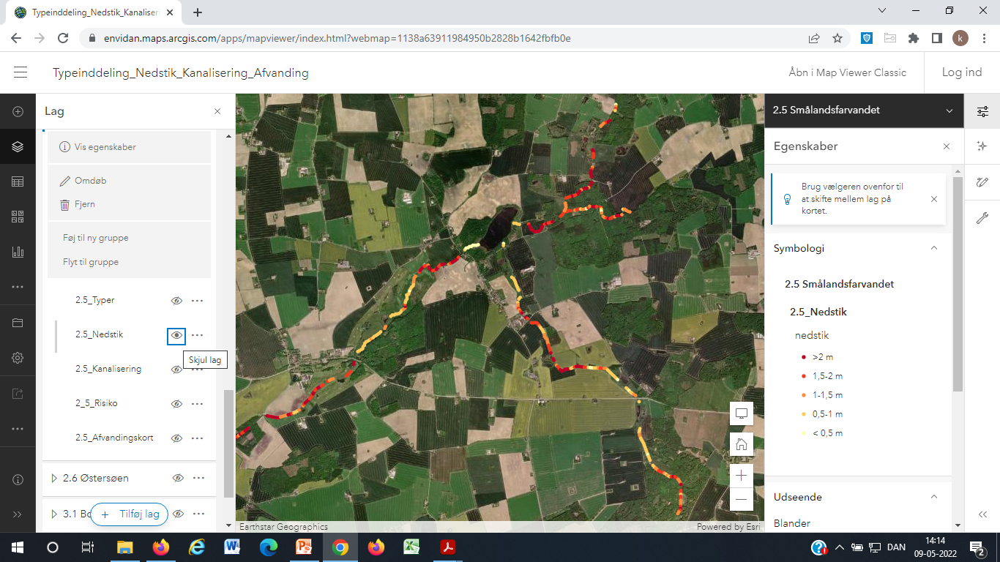 Typeinddeling_Nedstik_Kanaliser
envidan.maps.arcgis.com/apps/mapviewer/index.html?webmap=1138a63911984950b2828b1642fbfb0e
k
Typeinddeling_Nedstik_Kanalisering_Afvanding
Åbn i Map Viewer Classic
Log ind
Lag
Vis egenskaber
Omdøb
Fjern
Føj til ny gruppe
Flyt til gruppe
2.5_Typer
2.5_Nedstik
Skjul lag
2.5_Kanalisering
2_5_Risiko
2.5_Afvandingskort
2.6 Østersøen
3.1 Bo
Tilføj lag
Earthstar Geographics
Powered by Esri
2.5 Smålandsfarvandet
Egenskaber
Brug vælgeren ovenfor til
at skifte mellem lag på
kortet.
Symbologi
2.5 Smålandsfarvandet
2.5_Nedstik
nedstik
>2 m
1,5-2 m
1-1,5 m
0,5-1 m
< 0,5 m
Udseende
Blander
DAN
14:14
09-05-2022
2